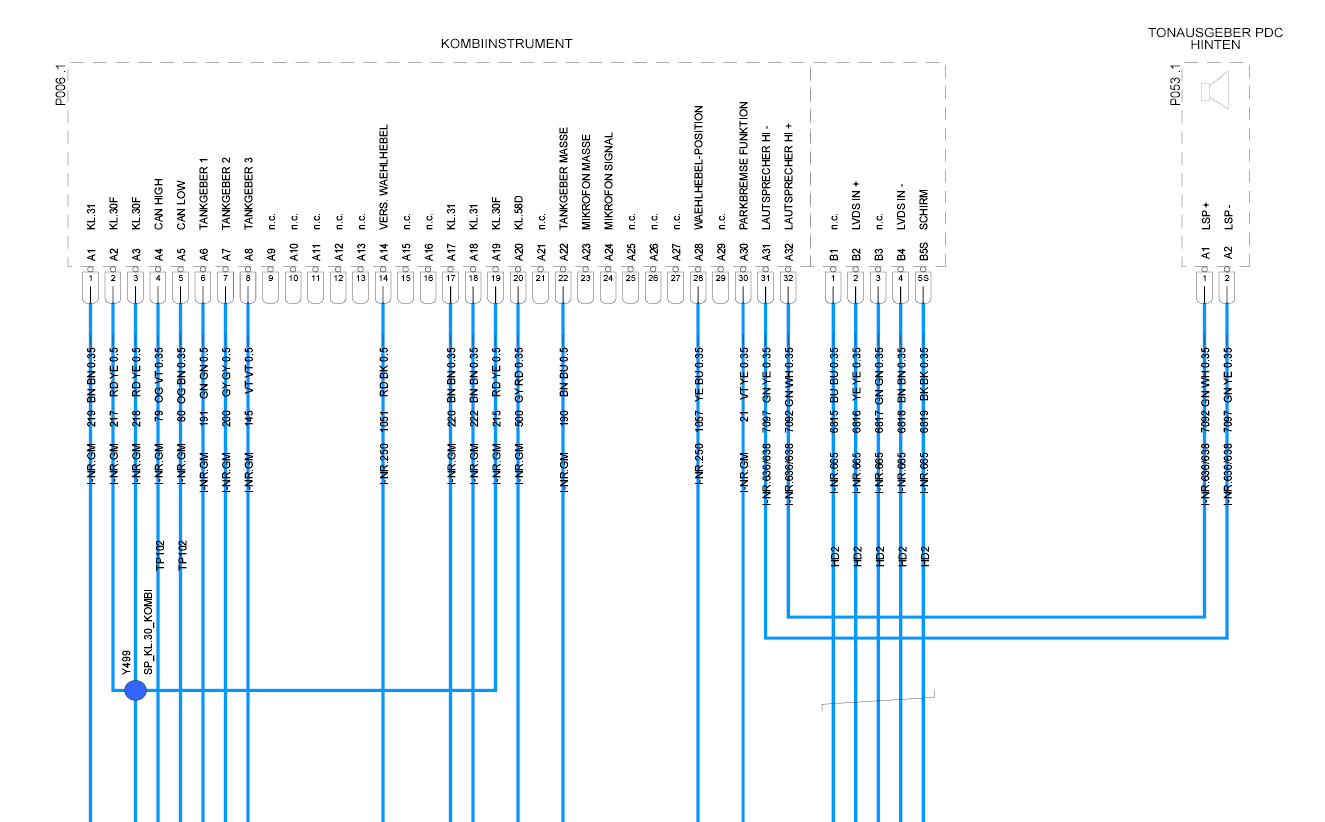 KOMBIINSTRUMENT
TONAUSGEBER PDC
HINTEN
P006 .1
P053 .1
A1 KL.31
A2 KL.30F
A3 KL.30F
A4 CAN HIGH
A5 CAN LOW
A6 TANKGEBER 1
A7 TANKGEBER 2
A8 TANKGEBER 3
A9 n.c.
A10 n.c.
A11 n.c.
A12 n.c.
A13 n.c.
A14 VERS. WAEHLHEBEL
A15 n.c.
A16 n.c.
A17 KL.31
A18 KL.31
A19 KL.30F
A20 KL.58D
A21 n.c.
A22 TANKGEBER MASSE
A23 MIKROFON MASSE
A24 MIKROFON SIGNAL
A25 n.c.
A26 n.c.
A27 n.c.
A28 WAEHLHEBEL-POSITION
A29 n.c.
A30 PARKBREMSE FUNKTION
A31 LAUTSPRECHER HI -
A32 LAUTSPRECHER HI +
B1 n.c.
B2 LVDS IN +
B3 n.c.
B4 LVDS IN -
B5S SCHIRM
A1 LSP +
A2 LSP -
1 2 3 4 5 6 7 8 9 10 11 12 13 14 15 16 17 18 19 20 21 22 23 24 25 26 27 28 29 30 31 32 1 2 3 4 5S 1 2
I-NR.GM 219 BN BN 0.35
I-NR.GM 217 RD YE 0.5
I-NR.GM 218 RD YE 0.5
I-NR.GM 79 OG VT 0.35
I-NR.GM 80 OG BN 0.35
I-NR.GM 191 GN GN 0.5
I-NR.GM 200 GY GY 0.5
I-NR.GM 145 VT VT 0.5
I-NR.250 1051 RD BK 0.5
I-NR.GM 220 BN BN 0.35
I-NR.GM 222 BN BN 0.35
I-NR.GM 215 RD YE 0.5
I-NR.GM 500 GY RD 0.35
I-NR.GM 190 BN BU 0.5
I-NR.250 1057 YE BU 0.35
I-NR.GM 21 VT YE 0.35
I-NR.636/638 7097 GN YE 0.35
I-NR.636/638 7092 GN WH 0.35
I-NR.665 6815 BU BU 0.35
I-NR.665 6816 YE YE 0.35
I-NR.665 6817 GN GN 0.35
I-NR.665 6818 BN BN 0.35
I-NR.665 6819 BK BK 0.35
I-NR.636/638 7092 GN WH 0.35
I-NR.636/638 7097 GN YE 0.35
TP102
TP102
HD2
HD2
HD2
HD2
HD2
Y499
SP_KL.30_KOMBI